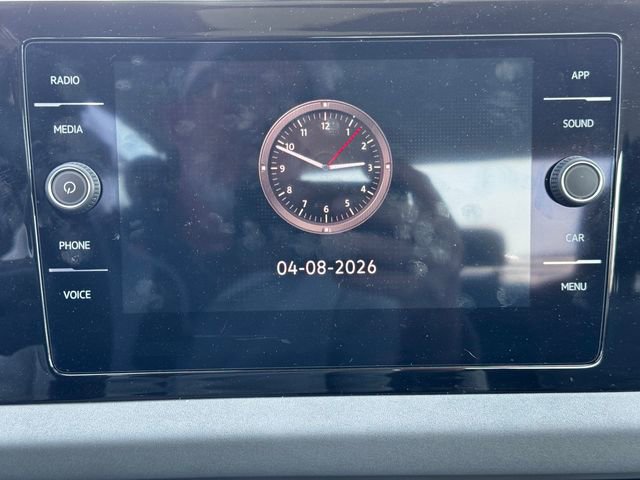 RADIO
MEDIA
PHONE
VOICE
12
1
2
3
4
5
6
7
8
9
10
11
04-08-2026
APP
SOUND
CAR
MENU